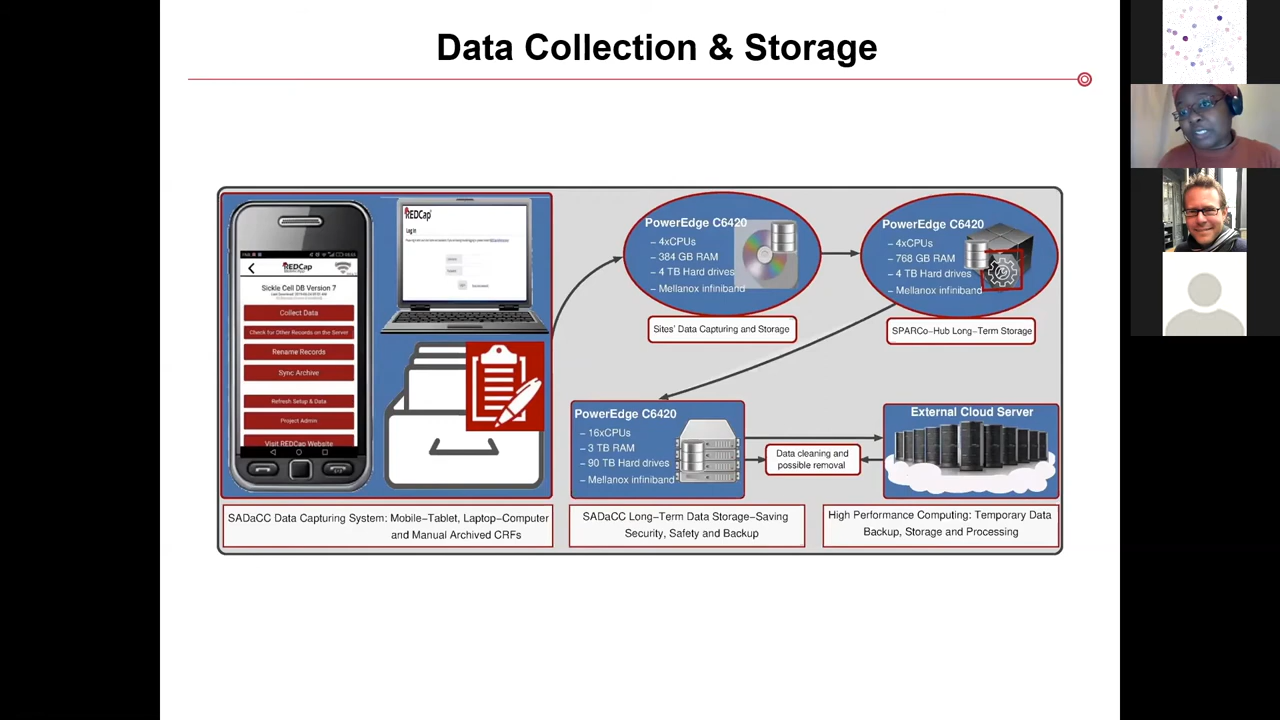 Data Collection & Storage
REDCap
Sickle Cell DB Version 7
Collect Data
Check for Other Records on the Server
Rename Records
Sync Archive
Refresh Setup & Data
Project Admin
Visit REDCap Website
REDCap
Log In
SADaCC Data Capturing System: Mobile-Tablet, Laptop-Computer
and Manual Archived CRFs
PowerEdge C6420
– 4xCPUs
– 384 GB RAM
– 4 TB Hard drives
– Mellanox infiniband
Sites' Data Capturing and Storage
PowerEdge C6420
– 4xCPUs
– 768 GB RAM
– 4 TB Hard drives
– Mellanox infiniband
SPARCo-Hub Long-Term Storage
PowerEdge C6420
– 16xCPUs
– 3 TB RAM
– 90 TB Hard drives
– Mellanox infiniband
SADaCC Long-Term Data Storage-Saving
Security, Safety and Backup
Data cleaning and
possible removal
External Cloud Server
High Performance Computing: Temporary Data
Backup, Storage and Processing